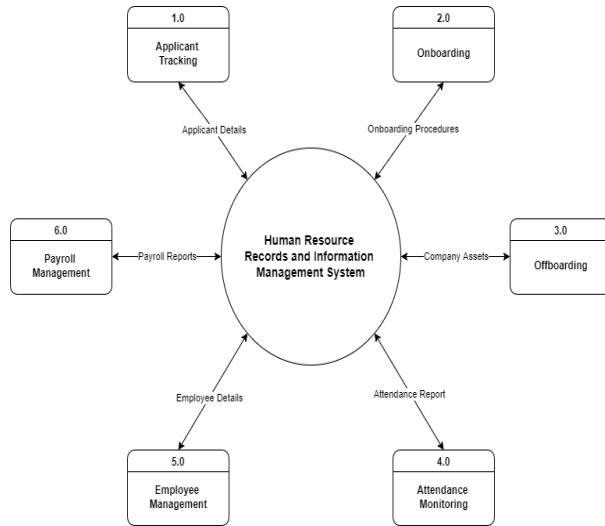 1.0
Applicant
Tracking
2.0
Onboarding
Applicant Details
Onboarding Procedures
6.0
Payroll
Management
Payroll Reports
Human Resource
Records and Information
Management System
Company Assets
3.0
Offboarding
Employee Details
Attendance Report
5.0
Employee
Management
4.0
Attendance
Monitoring